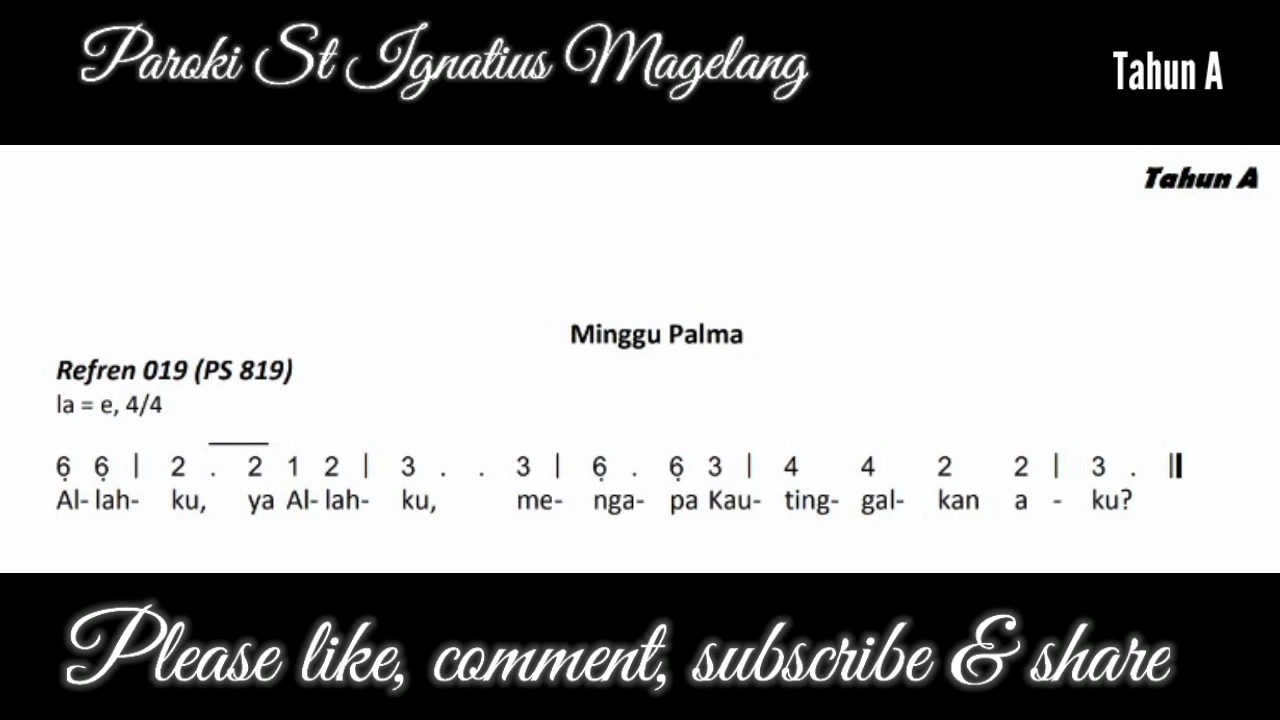 Paroki St Ignatius Magelang
Tahun A
Tahun A
Minggu Palma
Refren 019 (PS 819)
la = e, 4/4
6̣ 6̣ | 2 . 2 1 2 | 3 . . 3 | 6̣ . 6̣ 3 | 4 4 2 2 | 3 . ||
Al- lah- ku, ya Al- lah- ku, me- nga- pa Kau- ting- gal- kan a - ku?
Please like, comment, subscribe & share